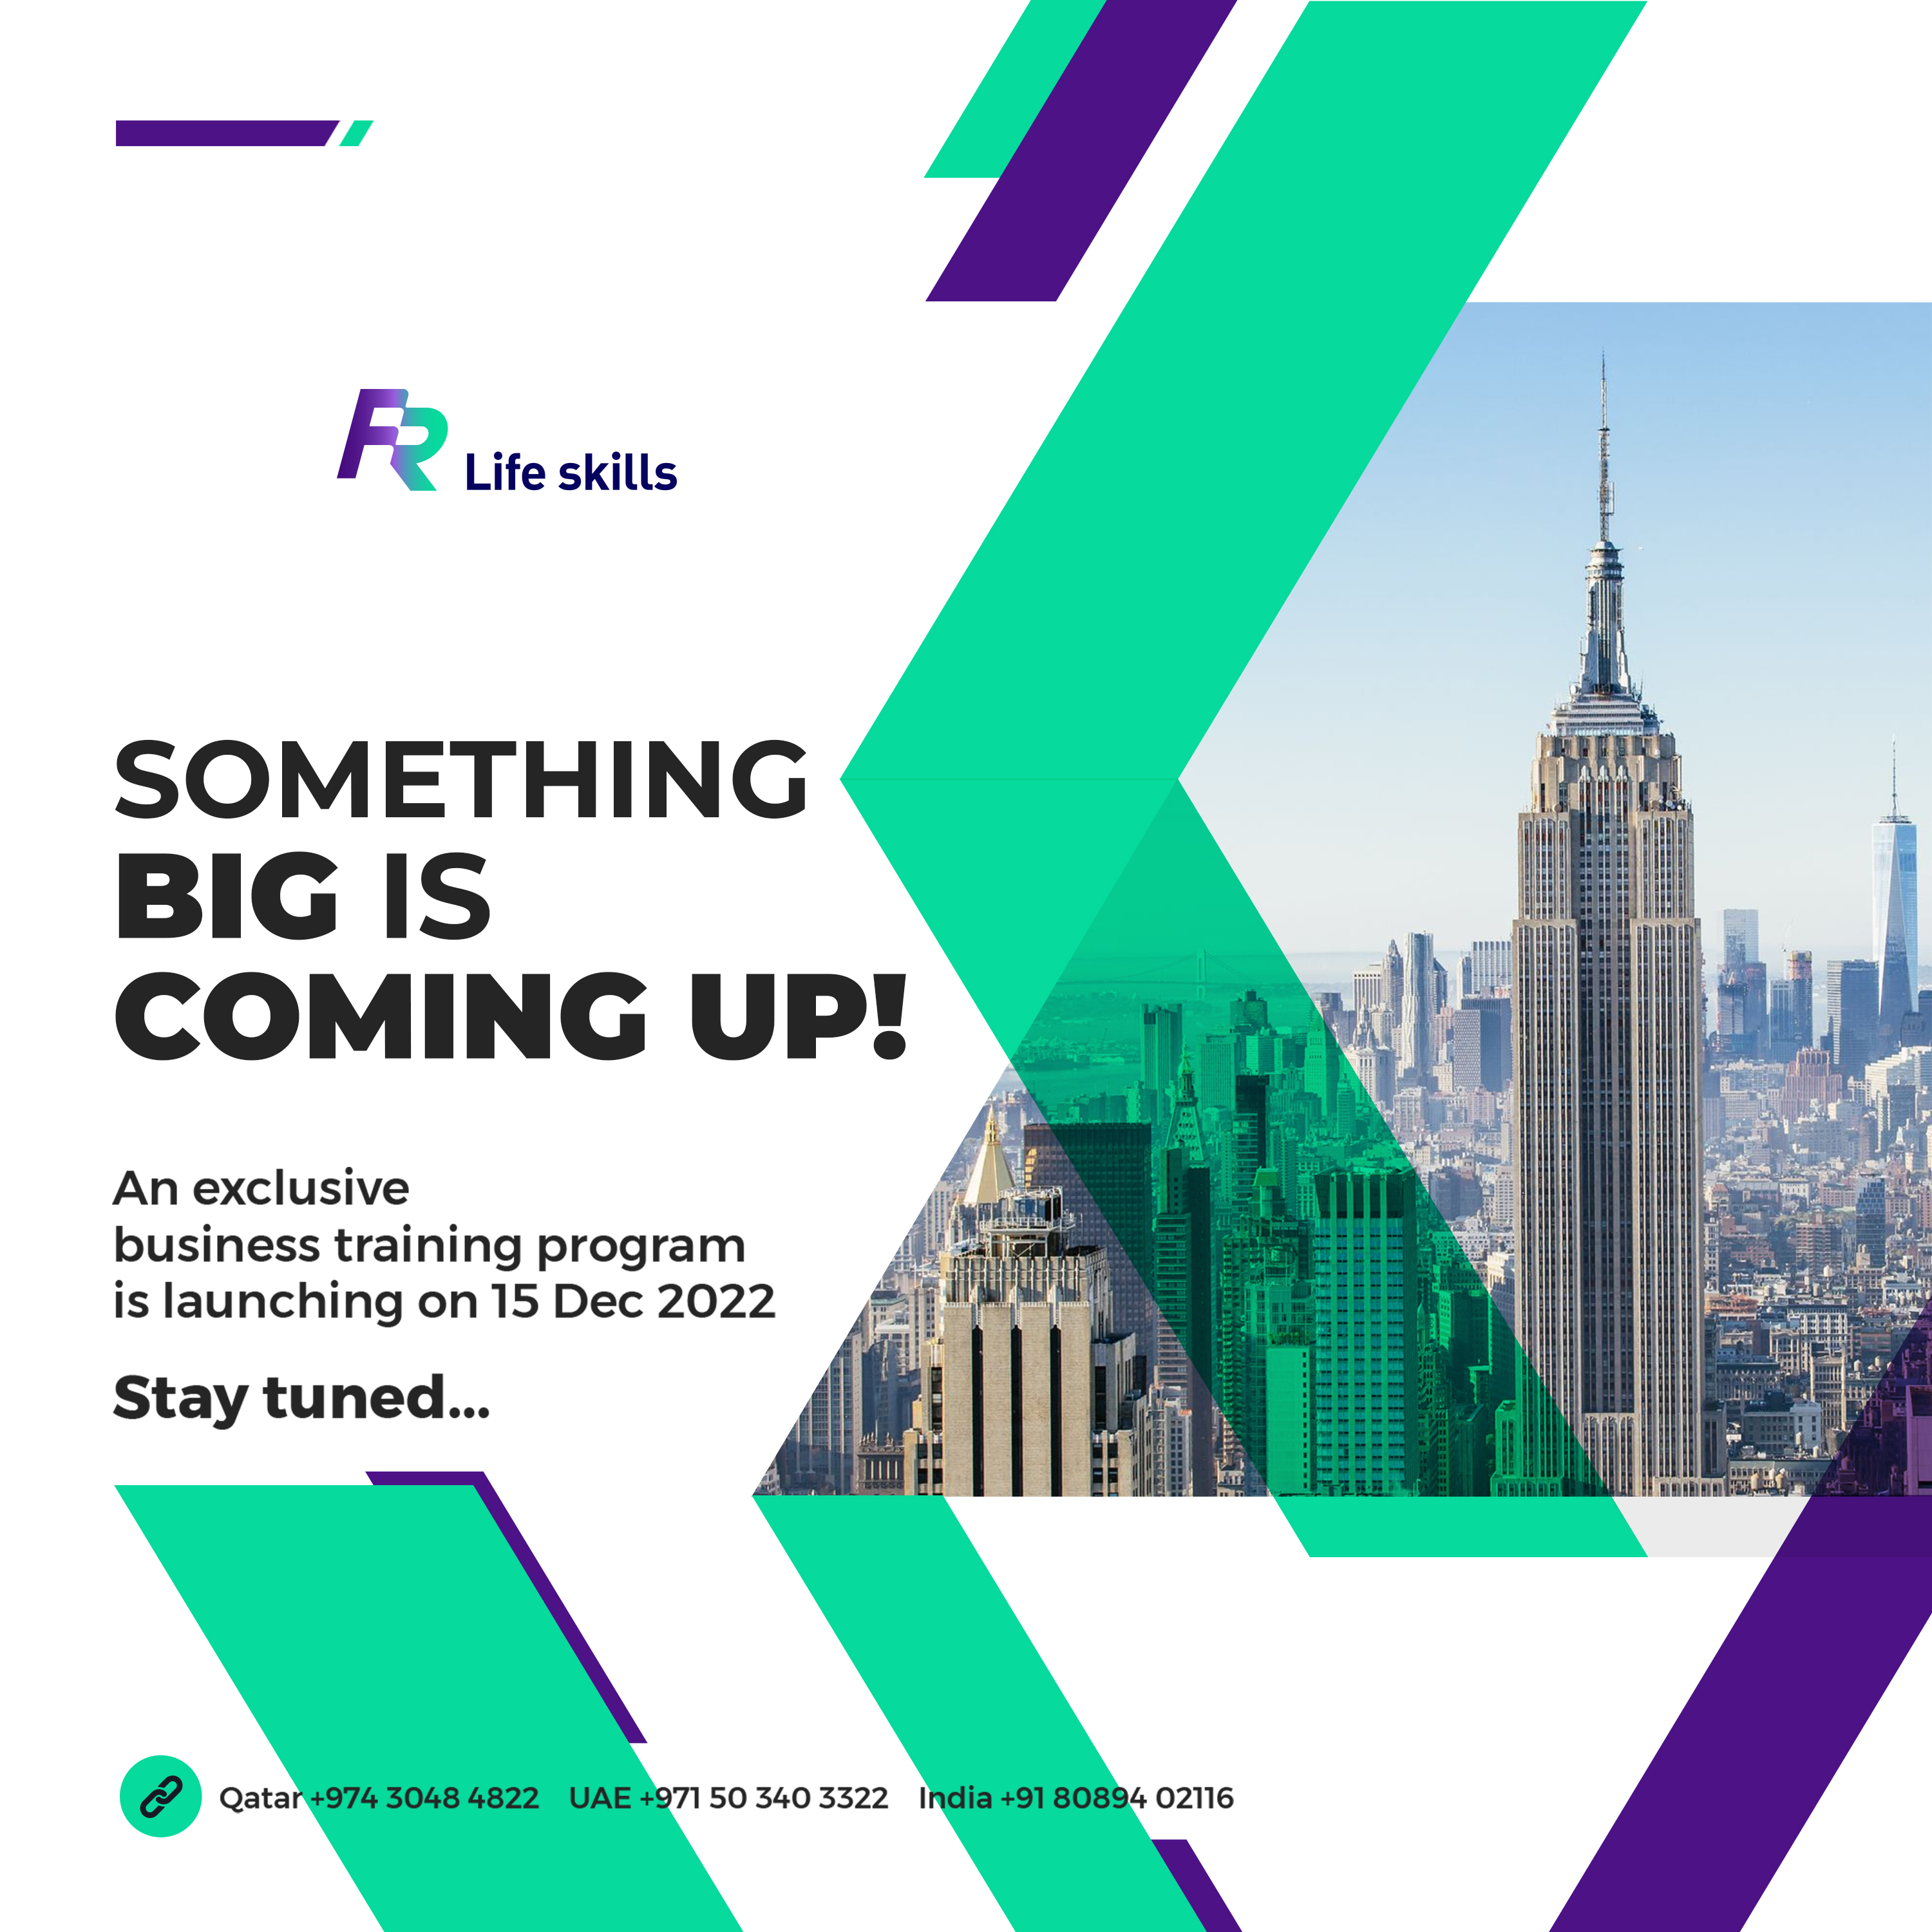 FR Life skills
SOMETHING
BIG IS
COMING UP!
An exclusive
business training program
is launching on 15 Dec 2022
Stay tuned...
Qatar +974 3048 4822 UAE +971 50 340 3322 India +91 80894 02116